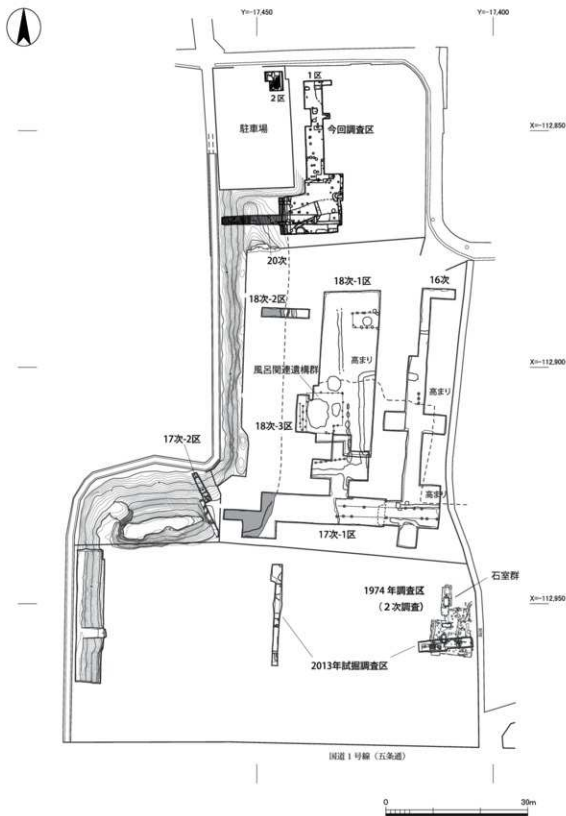 Y=-17,450
Y=-17,400
1区
2区
駐車場
今回調査区
X=-112,850
20次
18次-1区
16次
18次-2区
高まり
X=-112,900
風呂関連遺構群
高まり
18次-3区
17次-2区
高まり
17次-1区
石室群
1974年調査区
(2次調査)
X=-112,950
2013年試掘調査区
国道1号線(五条通)
0
30m